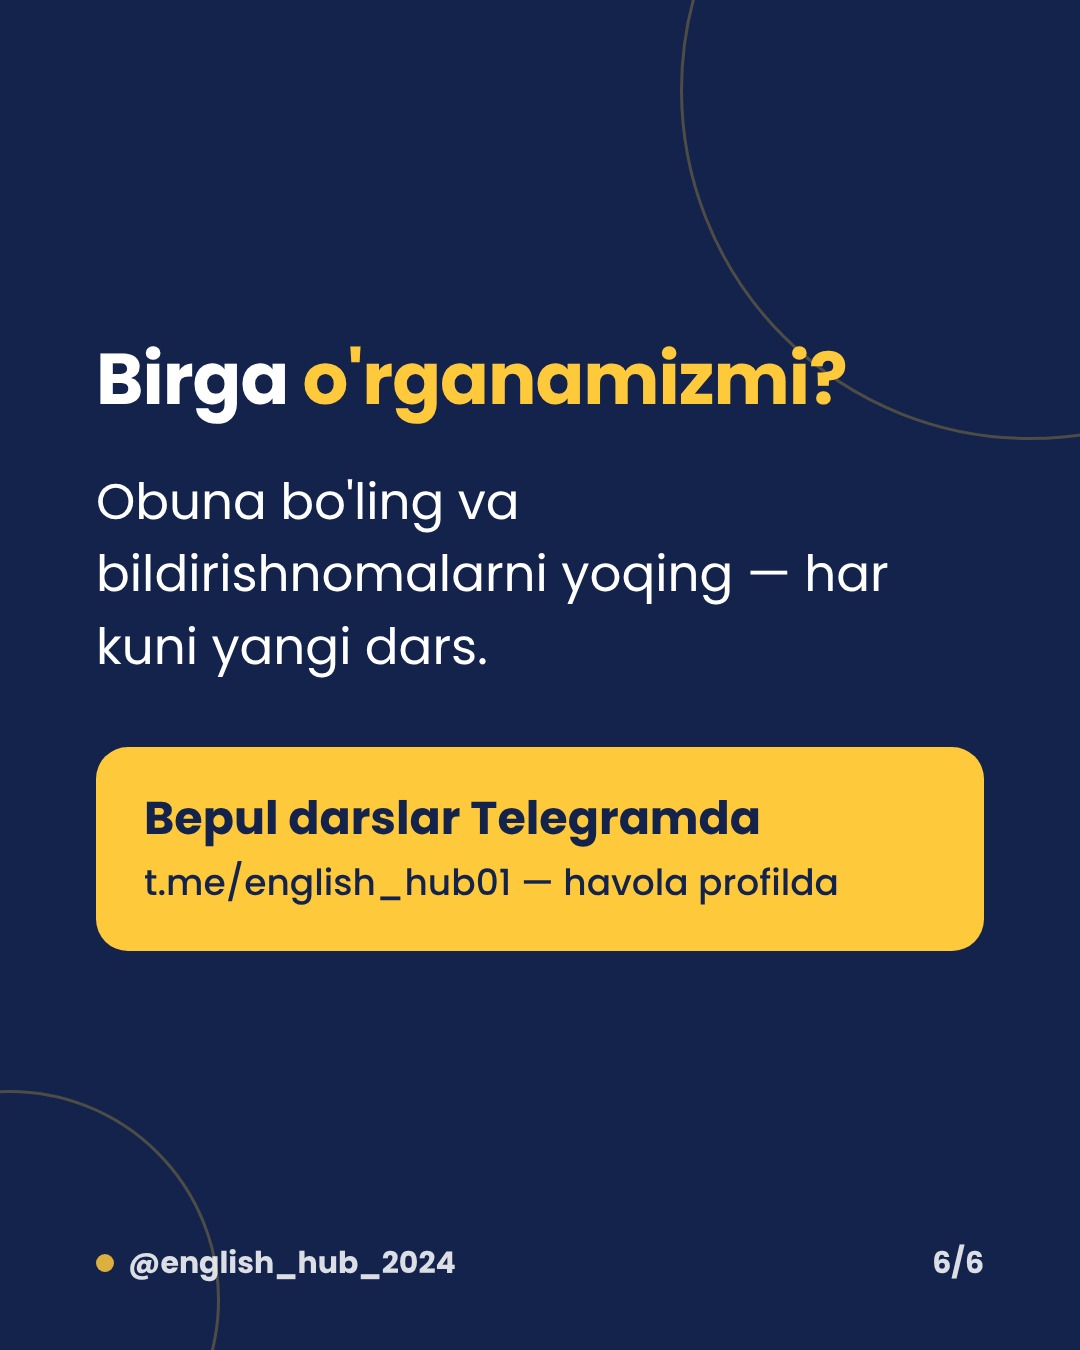 Birga o'rganamizmi?
Obuna bo'ling va
bildirishnomalarni yoqing — har
kuni yangi dars.
Bepul darslar Telegramda
t.me/english_hub01 — havola profilda
@english_hub_2024
6/6